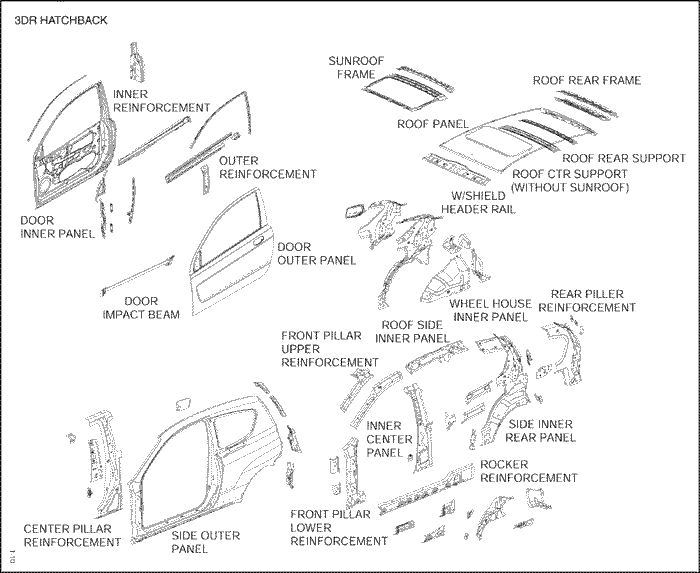 3DR HATCHBACK
SUNROOF
FRAME
ROOF REAR FRAME
INNER
REINFORCEMENT
ROOF PANEL
ROOF REAR SUPPORT
OUTER
REINFORCEMENT
ROOF CTR SUPPORT
(WITHOUT SUNROOF)
W/SHIELD
HEADER RAIL
DOOR
INNER PANEL
DOOR
OUTER PANEL
DOOR
IMPACT BEAM
WHEEL HOUSE
INNER PANEL
REAR PILLER
REINFORCEMENT
ROOF SIDE
INNER PANEL
FRONT PILLAR
UPPER
REINFORCEMENT
INNER
CENTER
PANEL
SIDE INNER
REAR PANEL
ROCKER
REINFORCEMENT
CENTER PILLAR
REINFORCEMENT
SIDE OUTER
PANEL
FRONT PILLAR
LOWER
REINFORCEMENT
1-10